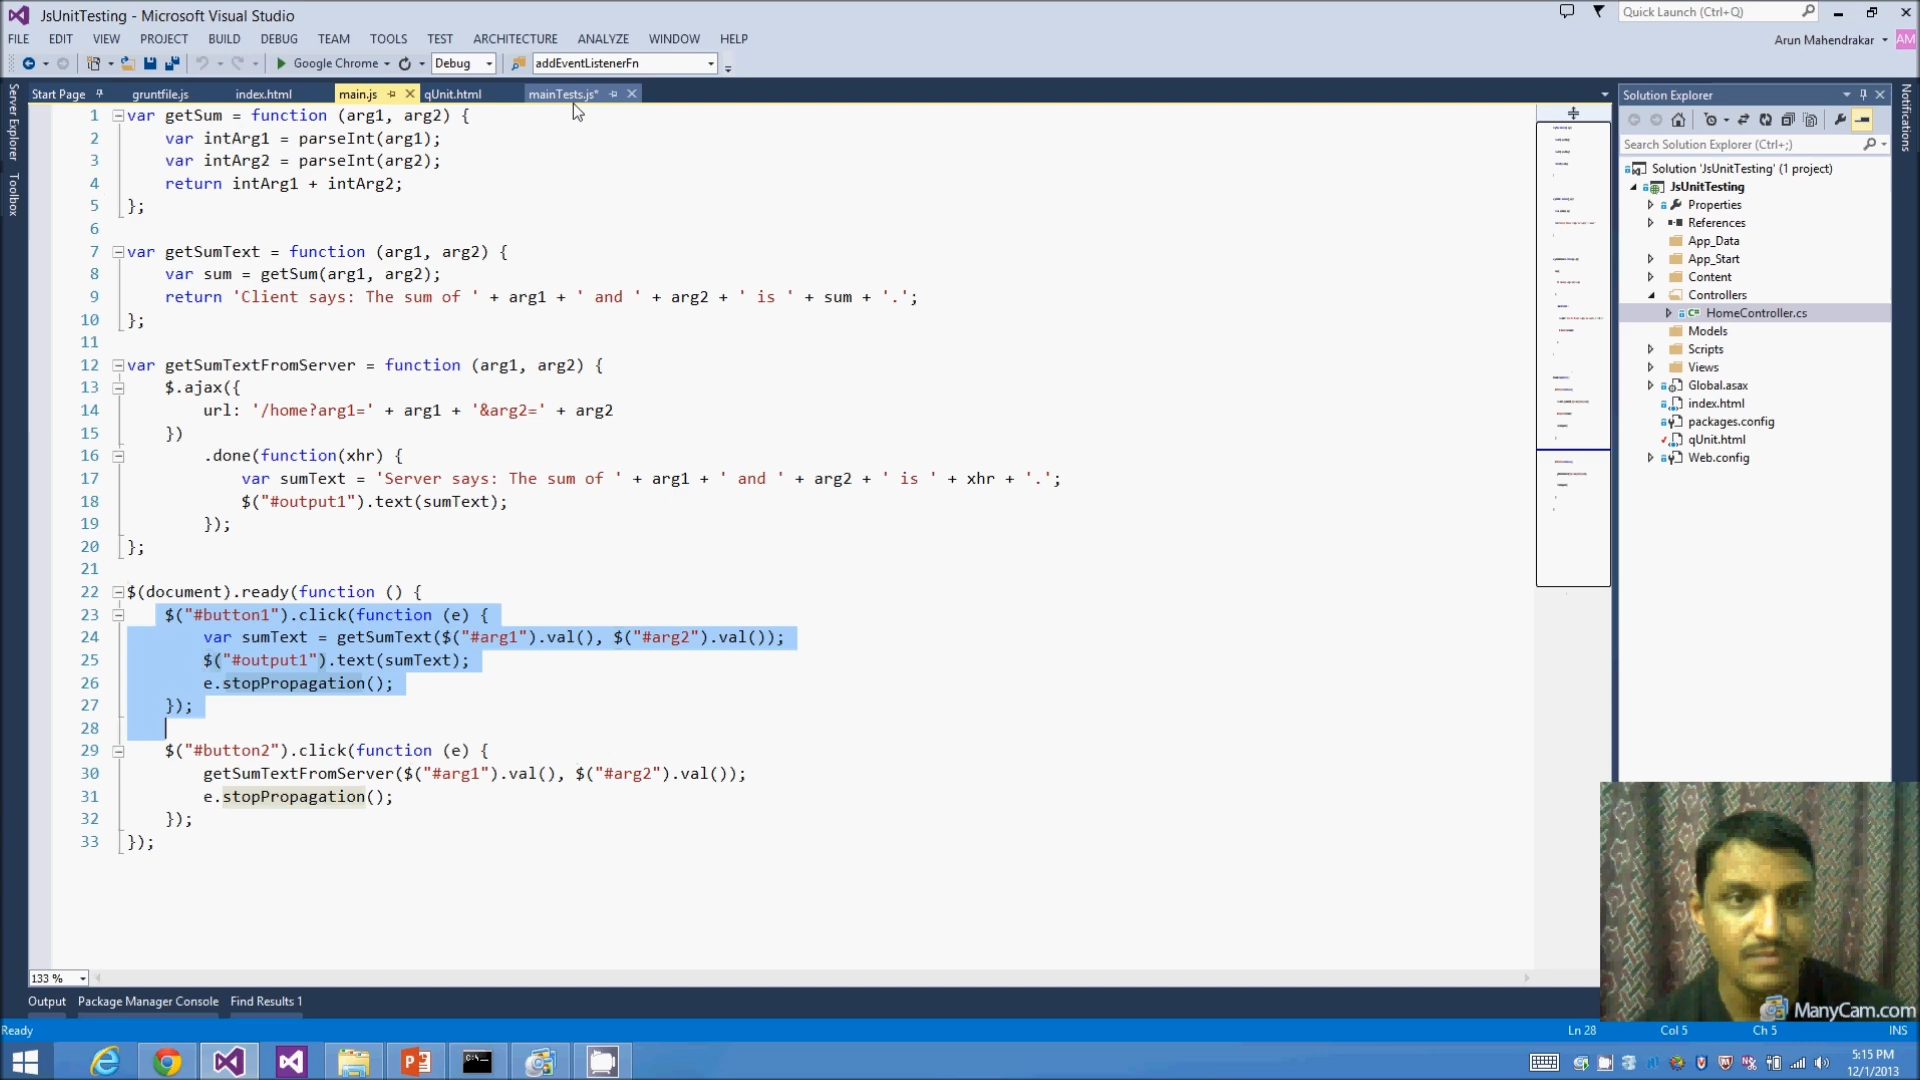 JsUnitTesting - Microsoft Visual Studio
Quick Launch (Ctrl+Q)
FILE EDIT VIEW PROJECT BUILD DEBUG TEAM TOOLS TEST ARCHITECTURE ANALYZE WINDOW HELP
Arun Mahendrakar AM
Google Chrome Debug addEventListenerFn
Start Page gruntfile.js index.html main.js qUnit.html mainTests.js*
Server Explorer
Toolbox
1 var getSum = function (arg1, arg2) {
2 var intArg1 = parseInt(arg1);
3 var intArg2 = parseInt(arg2);
4 return intArg1 + intArg2;
5 };
6
7 var getSumText = function (arg1, arg2) {
8 var sum = getSum(arg1, arg2);
9 return 'Client says: The sum of ' + arg1 + ' and ' + arg2 + ' is ' + sum + '.';
10 };
11
12 var getSumTextFromServer = function (arg1, arg2) {
13 $.ajax({
14 url: '/home?arg1=' + arg1 + '&arg2=' + arg2
15 })
16 .done(function(xhr) {
17 var sumText = 'Server says: The sum of ' + arg1 + ' and ' + arg2 + ' is ' + xhr + '.';
18 $("#output1").text(sumText);
19 });
20 };
21
22 $(document).ready(function () {
23 $("#button1").click(function (e) {
24 var sumText = getSumText($("#arg1").val(), $("#arg2").val());
25 $("#output1").text(sumText);
26 e.stopPropagation();
27 });
28
29 $("#button2").click(function (e) {
30 getSumTextFromServer($("#arg1").val(), $("#arg2").val());
31 e.stopPropagation();
32 });
33 });
Solution Explorer
Search Solution Explorer (Ctrl+;)
Solution 'JsUnitTesting' (1 project)
JsUnitTesting
Properties
References
App_Data
App_Start
Content
Controllers
HomeController.cs
Models
Scripts
Views
Global.asax
index.html
packages.config
qUnit.html
Web.config
Notifications
133 %
Output Package Manager Console Find Results 1
ManyCam.com
Ready Ln 28 Col 5 Ch 5 INS
5:15 PM
12/1/2013